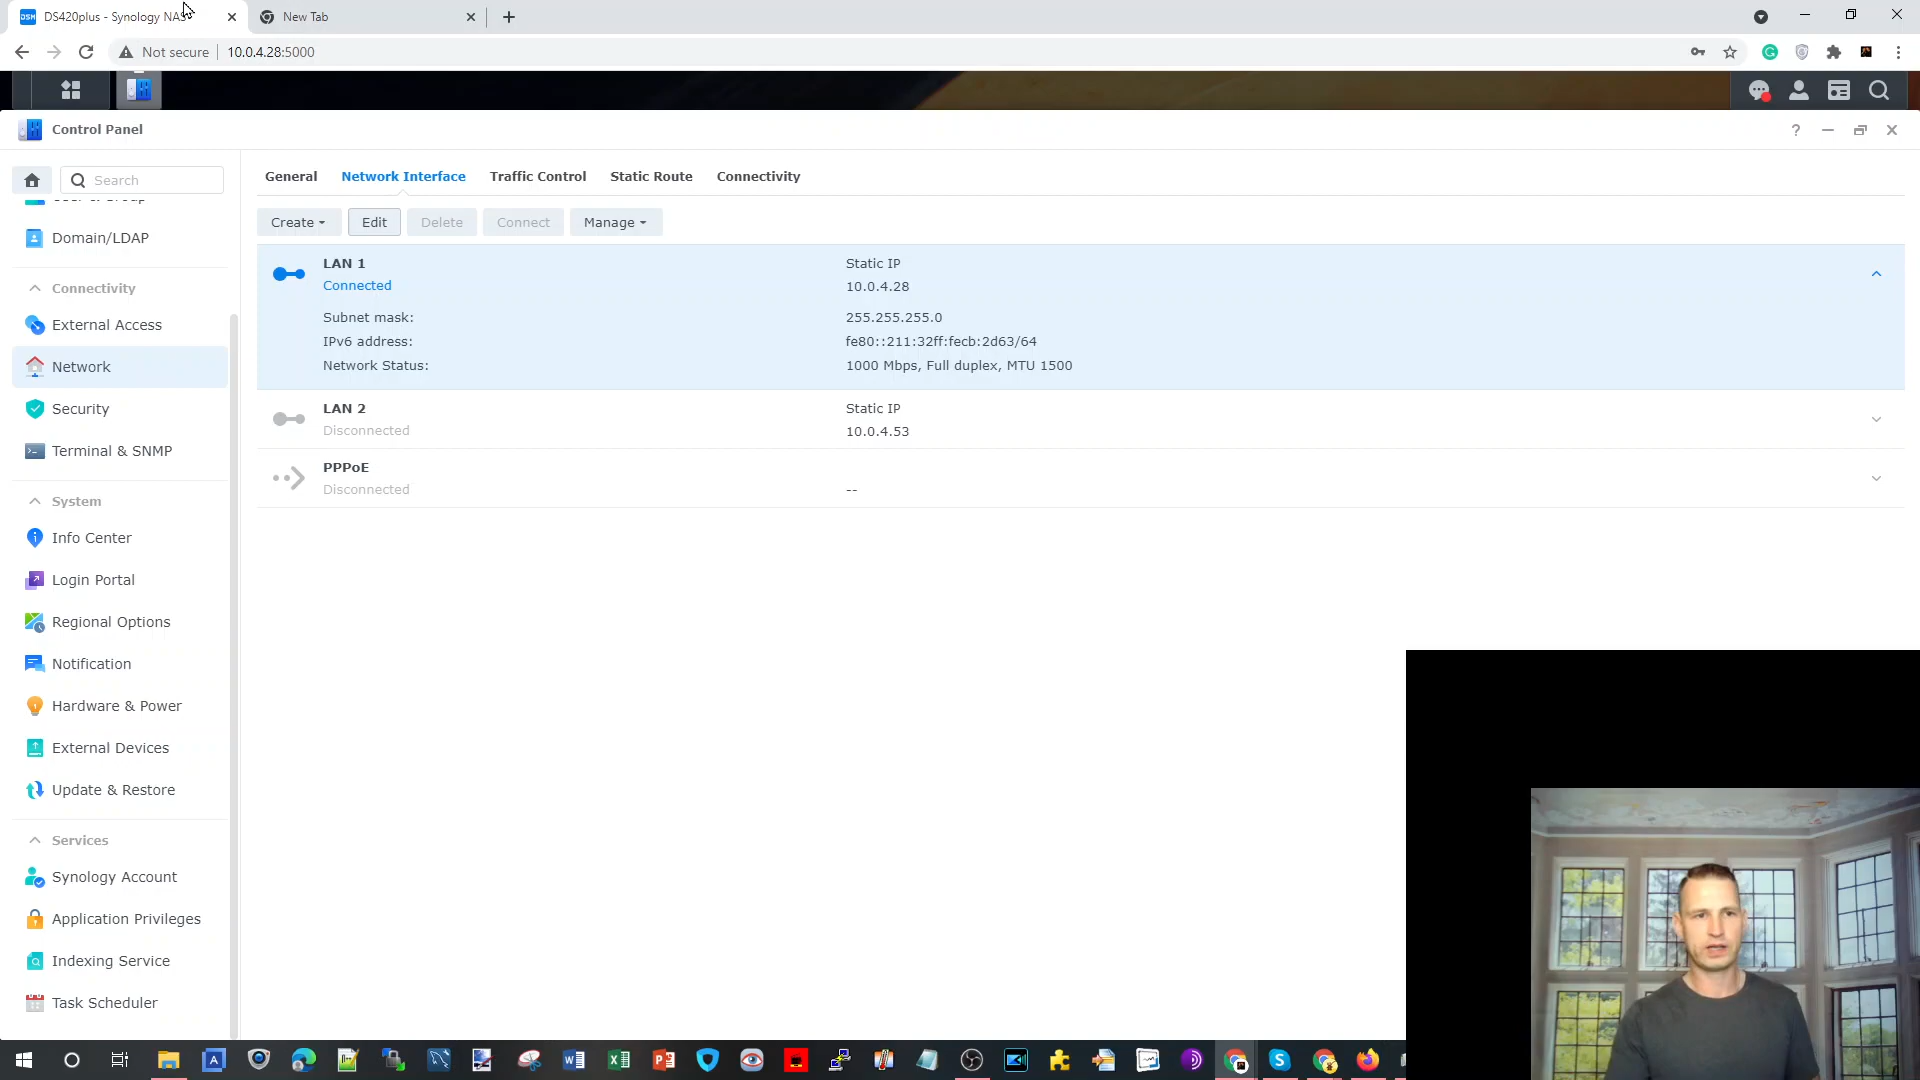 DS420plus - Synology NAS
New Tab
Not secure
10.0.4.28:5000
Control Panel
Search
Domain/LDAP
Connectivity
External Access
Network
Security
Terminal & SNMP
System
Info Center
Login Portal
Regional Options
Notification
Hardware & Power
External Devices
Update & Restore
Services
Synology Account
Application Privileges
Indexing Service
Task Scheduler
General
Network Interface
Traffic Control
Static Route
Connectivity
Create
Edit
Delete
Connect
Manage
LAN 1
Static IP
Connected
10.0.4.28
Subnet mask:
255.255.255.0
IPv6 address:
fe80::211:32ff:fecb:2d63/64
Network Status:
1000 Mbps, Full duplex, MTU 1500
LAN 2
Static IP
Disconnected
10.0.4.53
PPPoE
Disconnected
--